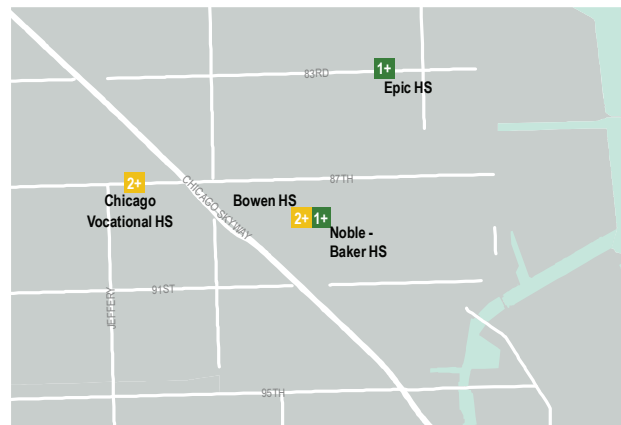 1+
83RD
Epic HS
2+
87TH
Chicago
Vocational HS
CHICAGO SKYWAY
Bowen HS
2+ 1+
Noble -
Baker HS
91ST
JEFFERY
95TH